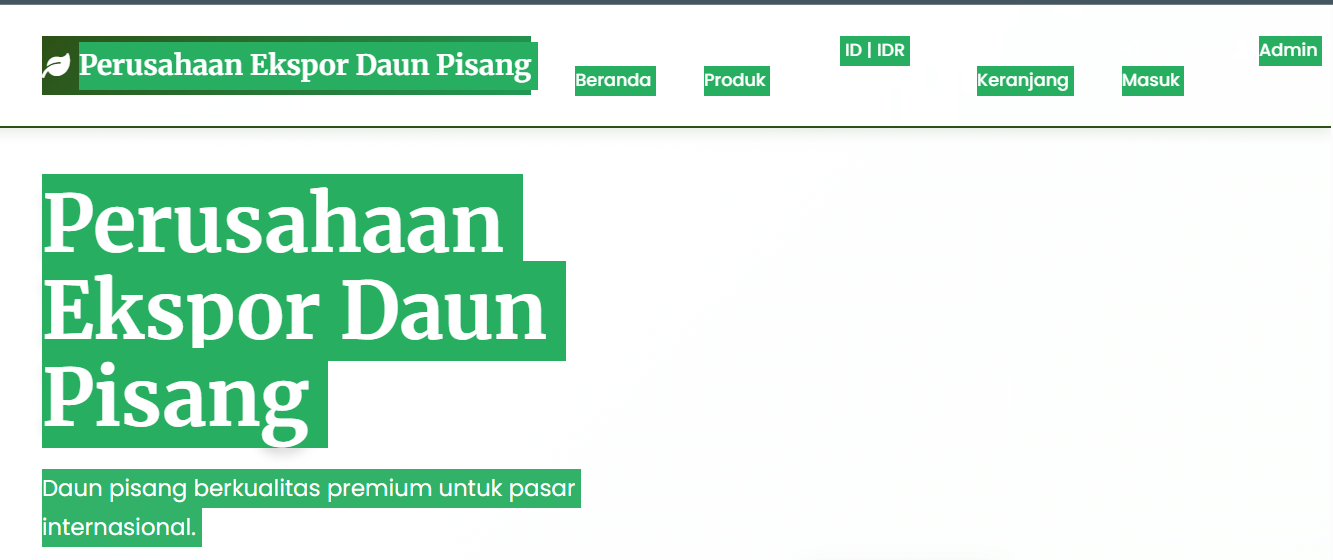 Perusahaan Ekspor Daun Pisang
Beranda
Produk
ID | IDR
Keranjang
Masuk
Admin
Perusahaan
Ekspor Daun
Pisang
Daun pisang berkualitas premium untuk pasar
internasional.